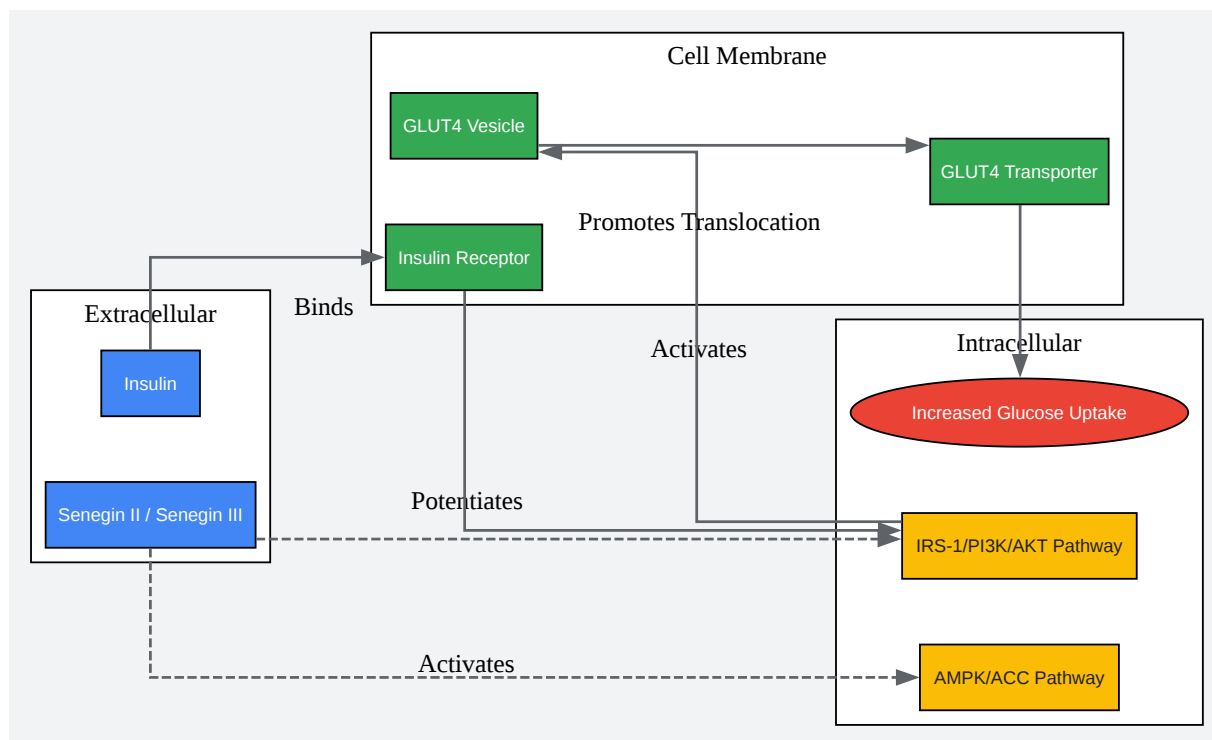 Cell Membrane
GLUT4 Vesicle
GLUT4 Transporter
Promotes Translocation
Insulin Receptor
Binds
Extracellular
Insulin
Activates
Intracellular
Increased Glucose Uptake
Potentiates
Senegin II / Senegin III
IRS-1/PI3K/AKT Pathway
Activates
AMPK/ACC Pathway